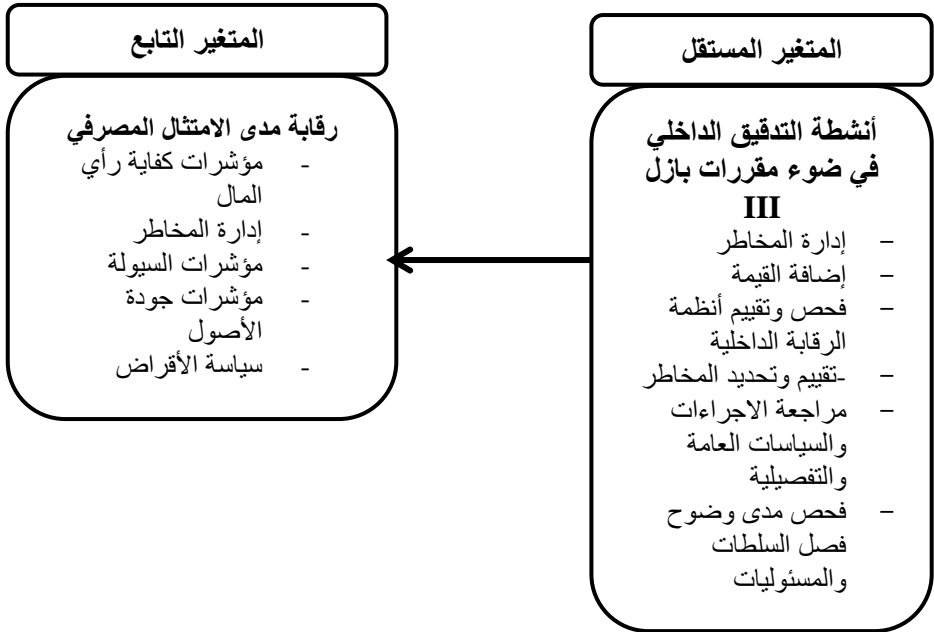 المتغير المستقل
أنشطة التدقيق الداخلي
في ضوء مقررات بازل
III
– إدارة المخاطر
– إضافة القيمة
– فحص وتقييم أنظمة
الرقابة الداخلية
– -تقييم وتحديد المخاطر
– مراجعة الاجراءات
والسياسات العامة
والتفصيلية
– فحص مدى وضوح
فصل السلطات
والمسئوليات
المتغير التابع
رقابة مدى الامتثال المصرفي
- مؤشرات كفاية رأي
المال
- إدارة المخاطر
- مؤشرات السيولة
- مؤشرات جودة
الأصول
- سياسة الأقراض